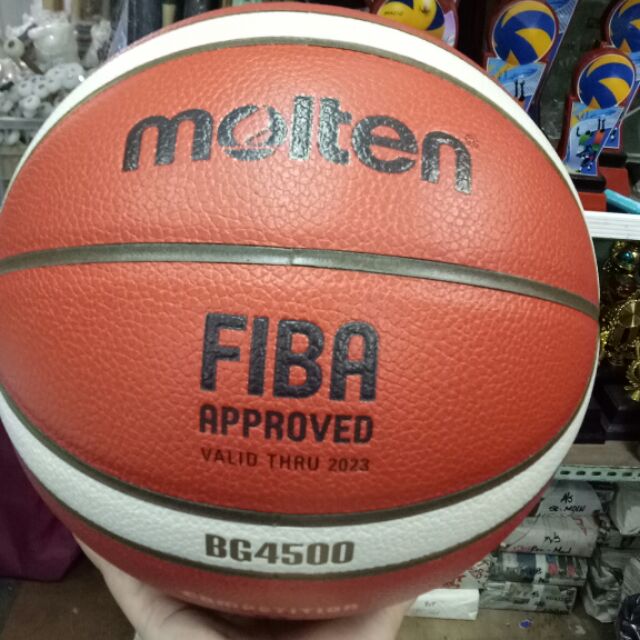 molten
FIBA
APPROVED
VALID THRU 2023
BG4500